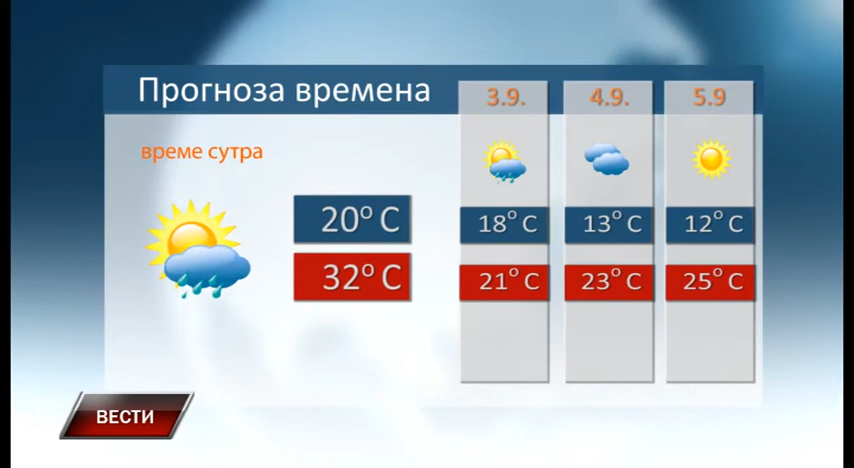 Прогноза времена
време сутра
20° C
32° C
3.9. 4.9. 5.9
18° C 13° C 12° C
21° C 23° C 25° C
ВЕСТИ